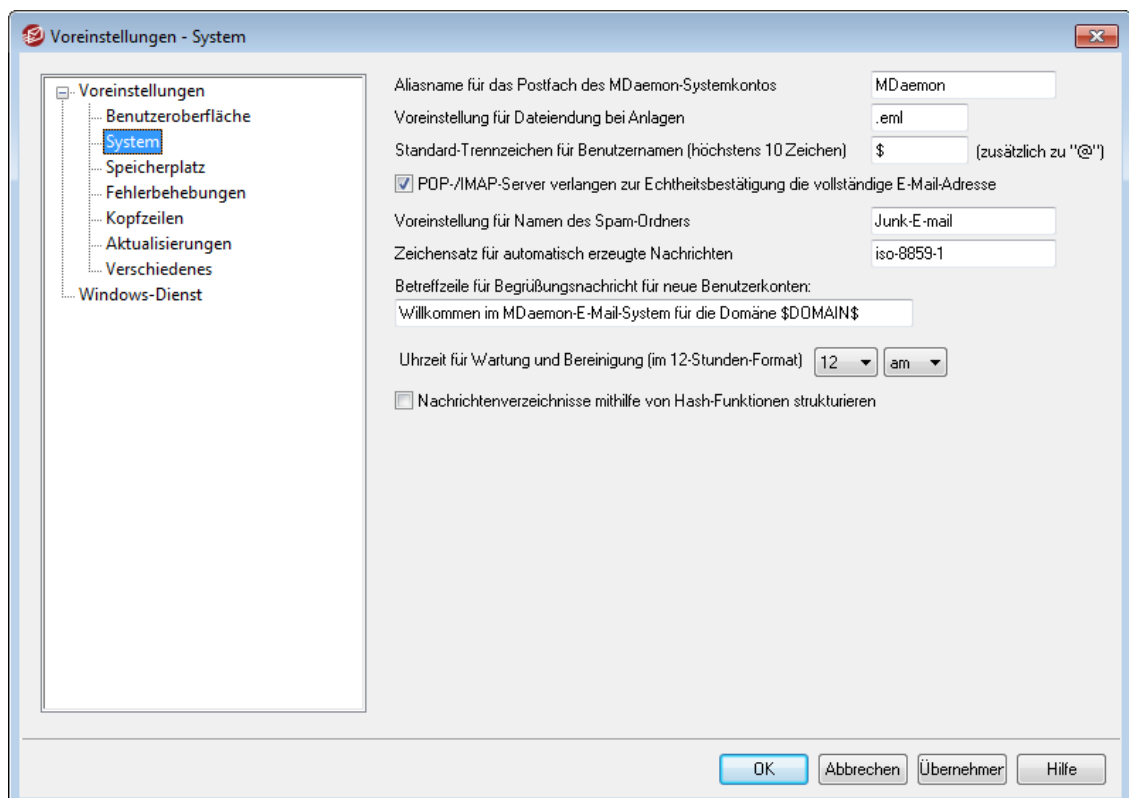 Voreinstellungen - System
Voreinstellungen
Benutzeroberfläche
System
Speicherplatz
Fehlerbehebungen
Kopfzeilen
Aktualisierungen
Verschiedenes
Windows-Dienst
Aliasname für das Postfach des MDaemon-Systemkontos MDaemon
Voreinstellung für Dateiendung bei Anlagen .eml
Standard-Trennzeichen für Benutzernamen (höchstens 10 Zeichen) $ (zusätzlich zu "@")
POP-/IMAP-Server verlangen zur Echtheitsbestätigung die vollständige E-Mail-Adresse
Voreinstellung für Namen des Spam-Ordners Junk-E-mail
Zeichensatz für automatisch erzeugte Nachrichten iso-8859-1
Betreffzeile für Begrüßungsnachricht für neue Benutzerkonten:
Willkommen im MDaemon-E-Mail-System für die Domäne $DOMAIN$
Uhrzeit für Wartung und Bereinigung (im 12-Stunden-Format) 12 am
Nachrichtenverzeichnisse mithilfe von Hash-Funktionen strukturieren
OK Abbrechen Übernehmer Hilfe